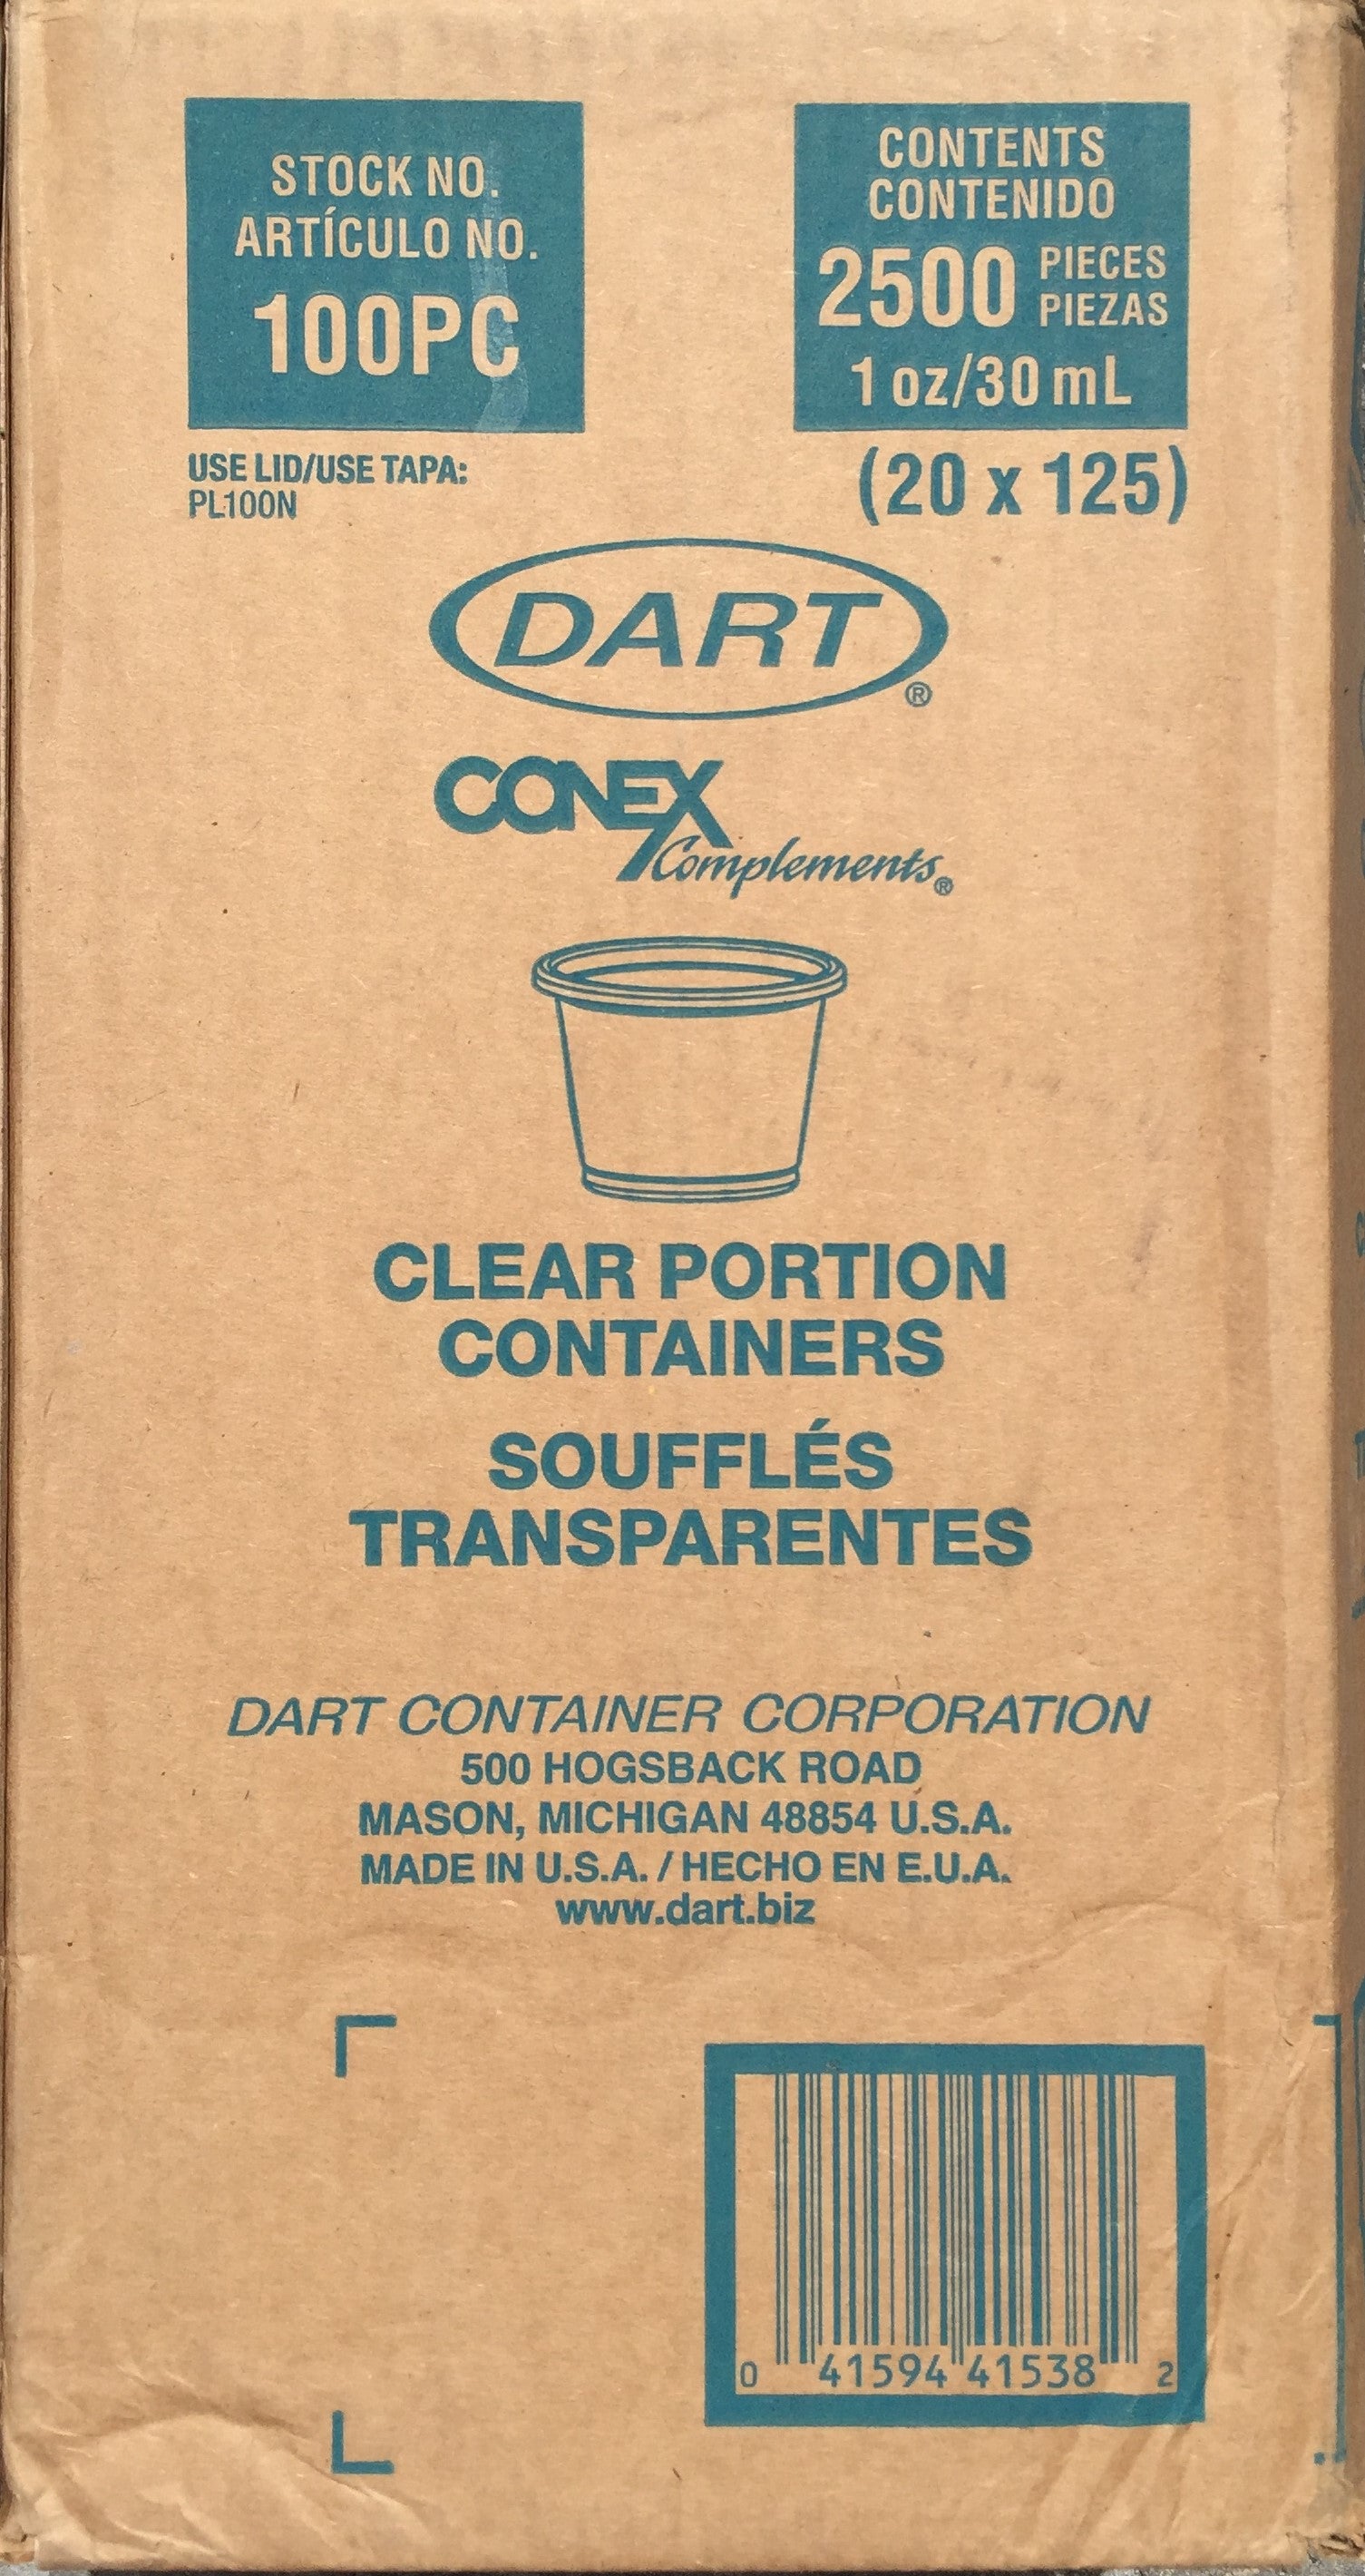 STOCK NO.
ARTÍCULO NO.
100PC
USE LID/USE TAPA:
PL100N
CONTENTS
CONTENIDO
2500 PIECES
PIEZAS
1 oz/30 mL
(20 x 125)
DART®
CONEX
Complements®
CLEAR PORTION
CONTAINERS
SOUFFLÉS
TRANSPARENTES
DART CONTAINER CORPORATION
500 HOGSBACK ROAD
MASON, MICHIGAN 48854 U.S.A.
MADE IN U.S.A. / HECHO EN E.U.A.
www.dart.biz
0 41594 41538 2